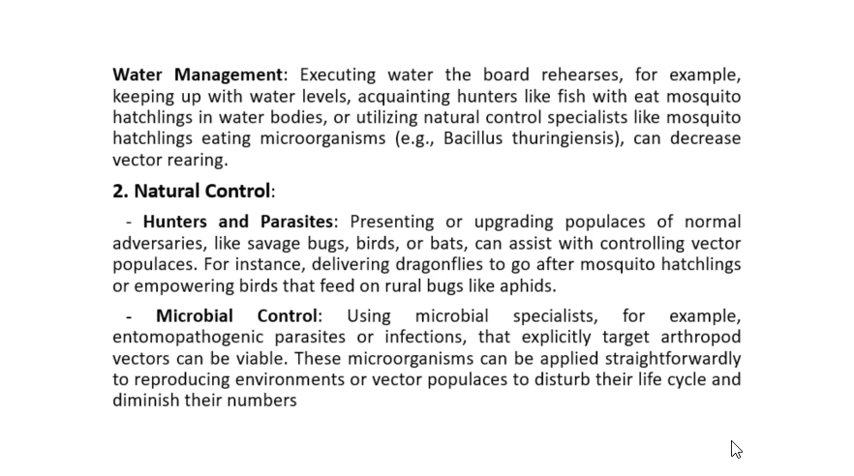 Water Management: Executing water the board rehearses, for example,
keeping up with water levels, acquainting hunters like fish with eat mosquito
hatchlings in water bodies, or utilizing natural control specialists like mosquito
hatchlings eating microorganisms (e.g., Bacillus thuringiensis), can decrease
vector rearing.
2. Natural Control:
- Hunters and Parasites: Presenting or upgrading populaces of normal
adversaries, like savage bugs, birds, or bats, can assist with controlling vector
populaces. For instance, delivering dragonflies to go after mosquito hatchlings
or empowering birds that feed on rural bugs like aphids.
- Microbial Control: Using microbial specialists, for example,
entomopathogenic parasites or infections, that explicitly target arthropod
vectors can be viable. These microorganisms can be applied straightforwardly
to reproducing environments or vector populaces to disturb their life cycle and
diminish their numbers